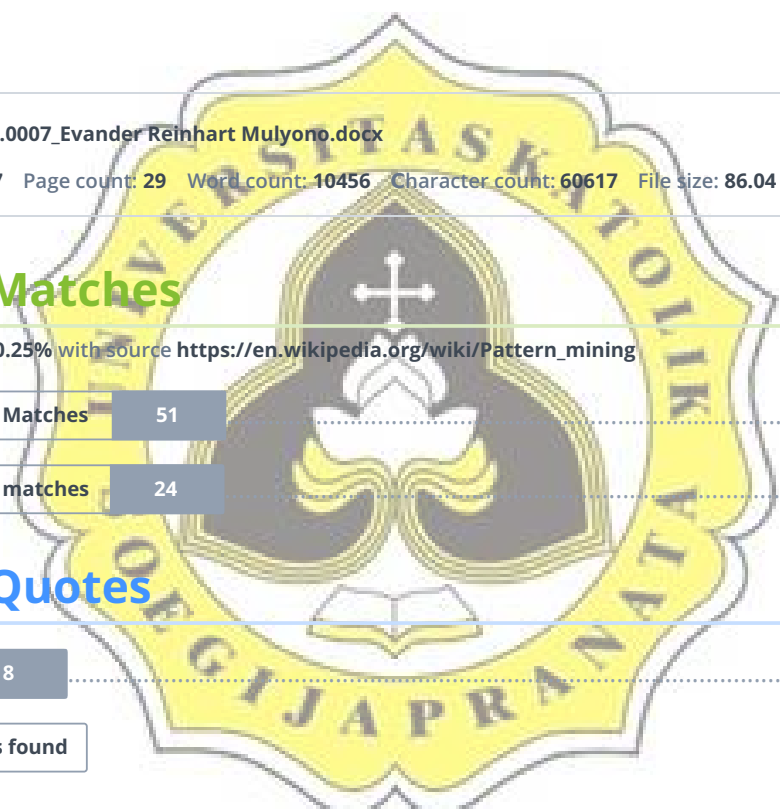 .0007_Evander Reinhart Mulyono.docx
7 Page count: 29 Word count: 10456 Character count: 60617 File size: 86.04
Matches
0.25% with source https://en.wikipedia.org/wiki/Pattern_mining
Matches 51
matches 24
Quotes
8
s found
UNIVERSITAS KATOLIK
SOEGIJAPRANATA